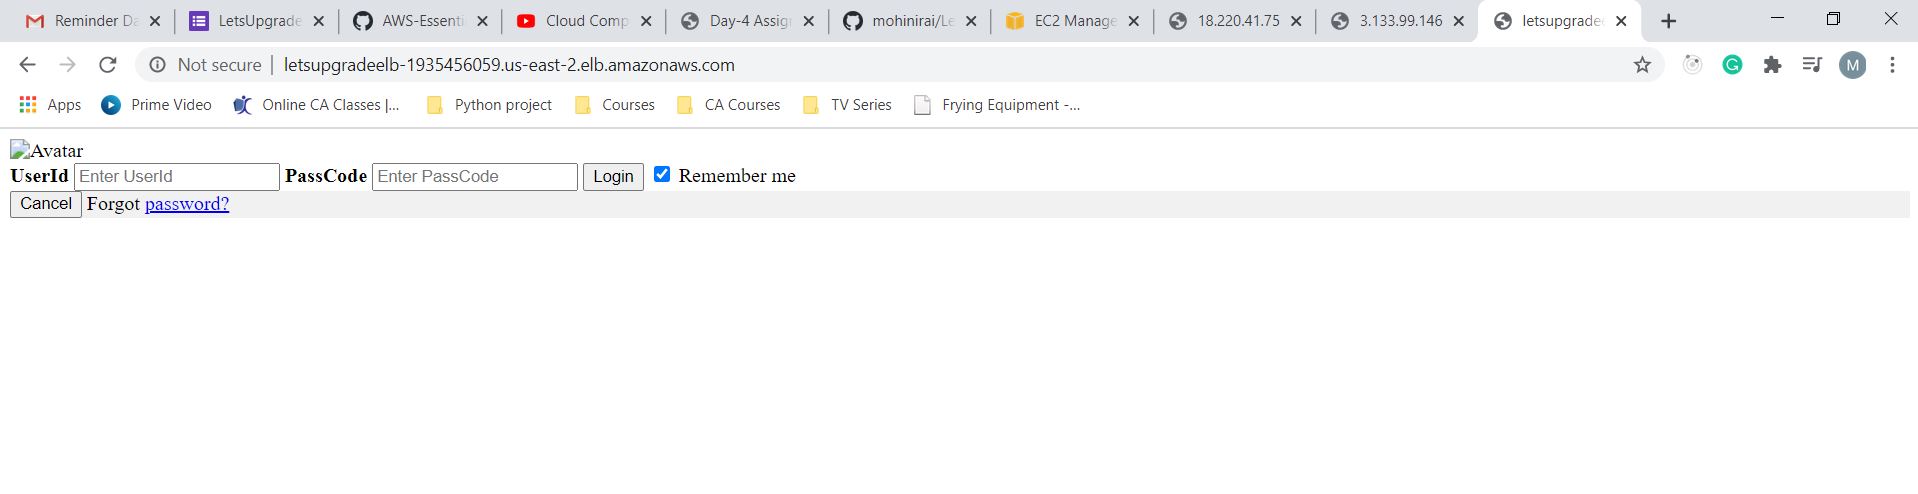 Reminder Da LetsUpgrade AWS-Essenti Cloud Comp Day-4 Assig mohinirai/Le EC2 Manage 18.220.41.75 3.133.99.146 letsupgrade
Not secure letsupgradeelb-1935456059.us-east-2.elb.amazonaws.com M
Apps Prime Video Online CA Classes |... Python project Courses CA Courses TV Series Frying Equipment -...
Avatar
UserId Enter UserId PassCode Enter PassCode Login Remember me
Cancel Forgot password?